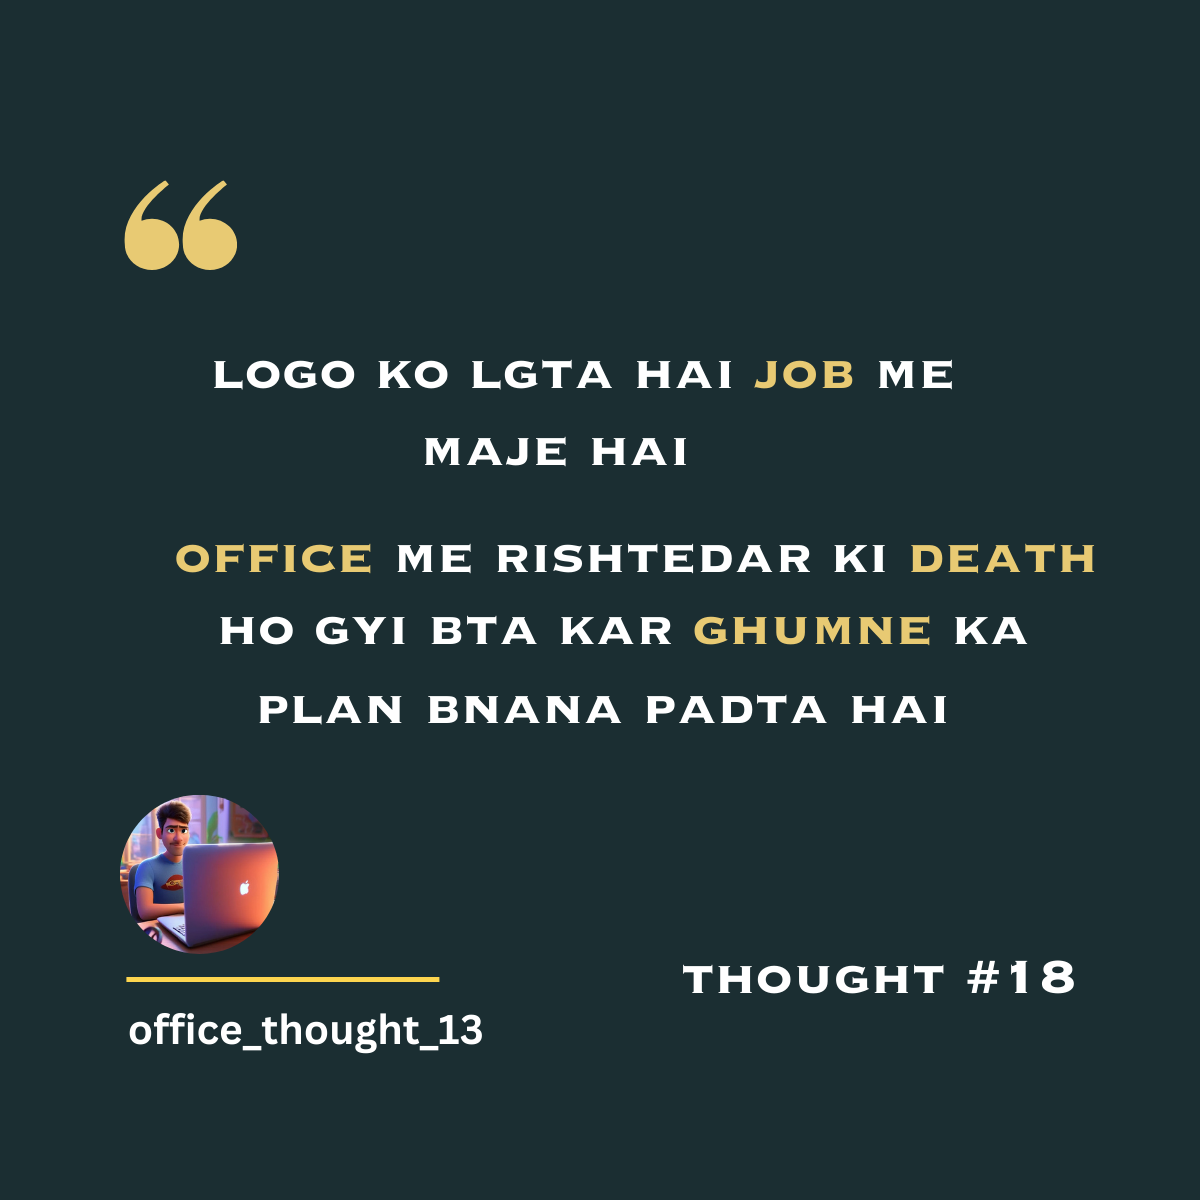 “
LOGO KO LGTA HAI JOB ME
MAJE HAI
OFFICE ME RISHTEDAR KI DEATH
HO GYI BTA KAR GHUMNE KA
PLAN BNANA PADTA HAI
THOUGHT #18
office_thought_13